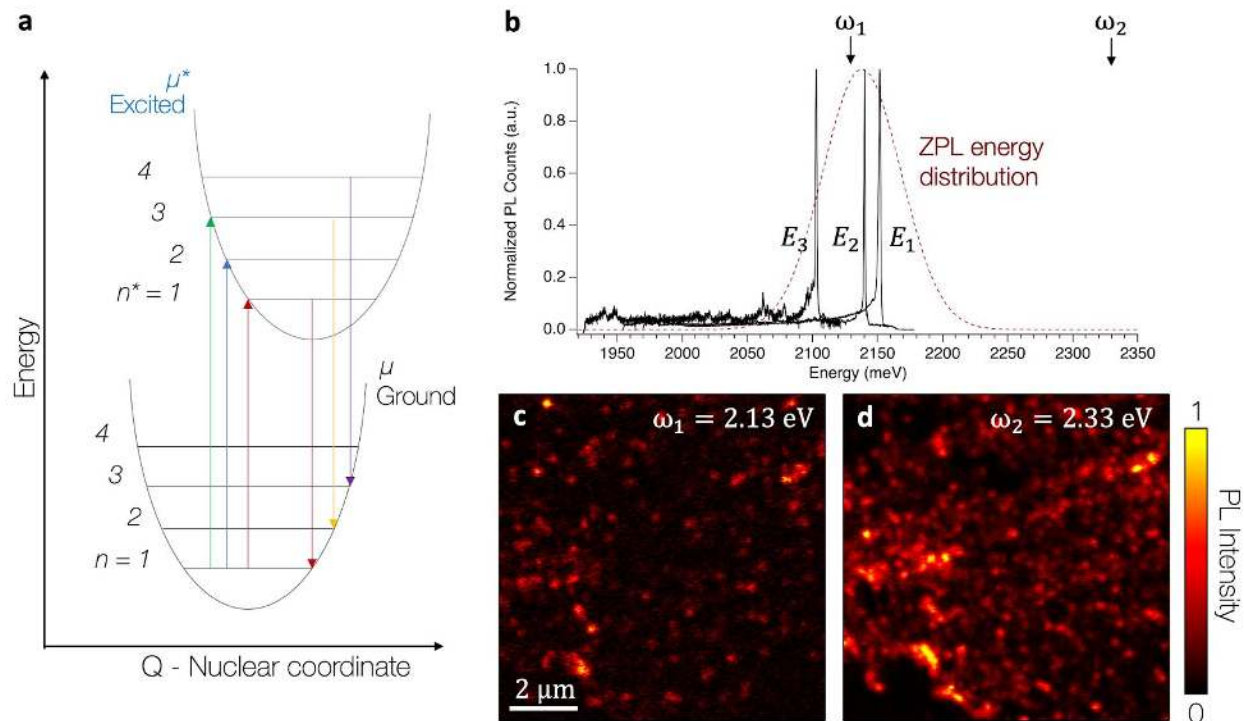 a
μ*
Excited
4
3
2
n* = 1
μ
Ground
4
3
2
n = 1
Energy
Q - Nuclear coordinate
b
ω₁
ω₂
Normalized PL Counts (a.u.)
1.0
0.8
0.6
0.4
0.2
0.0
ZPL energy
distribution
E₃
E₂
E₁
1950
2000
2050
2100
2150
2200
2250
2300
2350
Energy (meV)
c
ω₁ = 2.13 eV
2 μm
d
ω₂ = 2.33 eV
1
PL Intensity
0